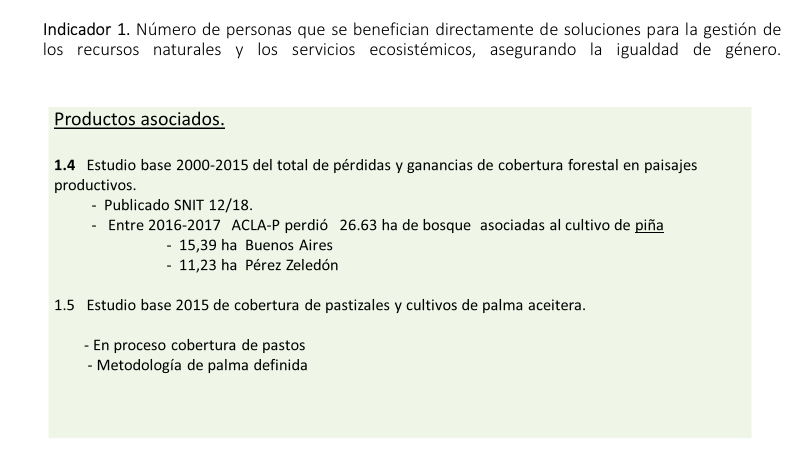 Indicador 1. Número de personas que se benefician directamente de soluciones para la gestión de
los recursos naturales y los servicios ecosistémicos, asegurando la igualdad de género.
Productos asociados.
1.4 Estudio base 2000-2015 del total de pérdidas y ganancias de cobertura forestal en paisajes
productivos.
- Publicado SNIT 12/18.
- Entre 2016-2017 ACLA-P perdió 26.63 ha de bosque asociadas al cultivo de piña
- 15,39 ha Buenos Aires
- 11,23 ha Pérez Zeledón
1.5 Estudio base 2015 de cobertura de pastizales y cultivos de palma aceitera.
- En proceso cobertura de pastos
- Metodología de palma definida